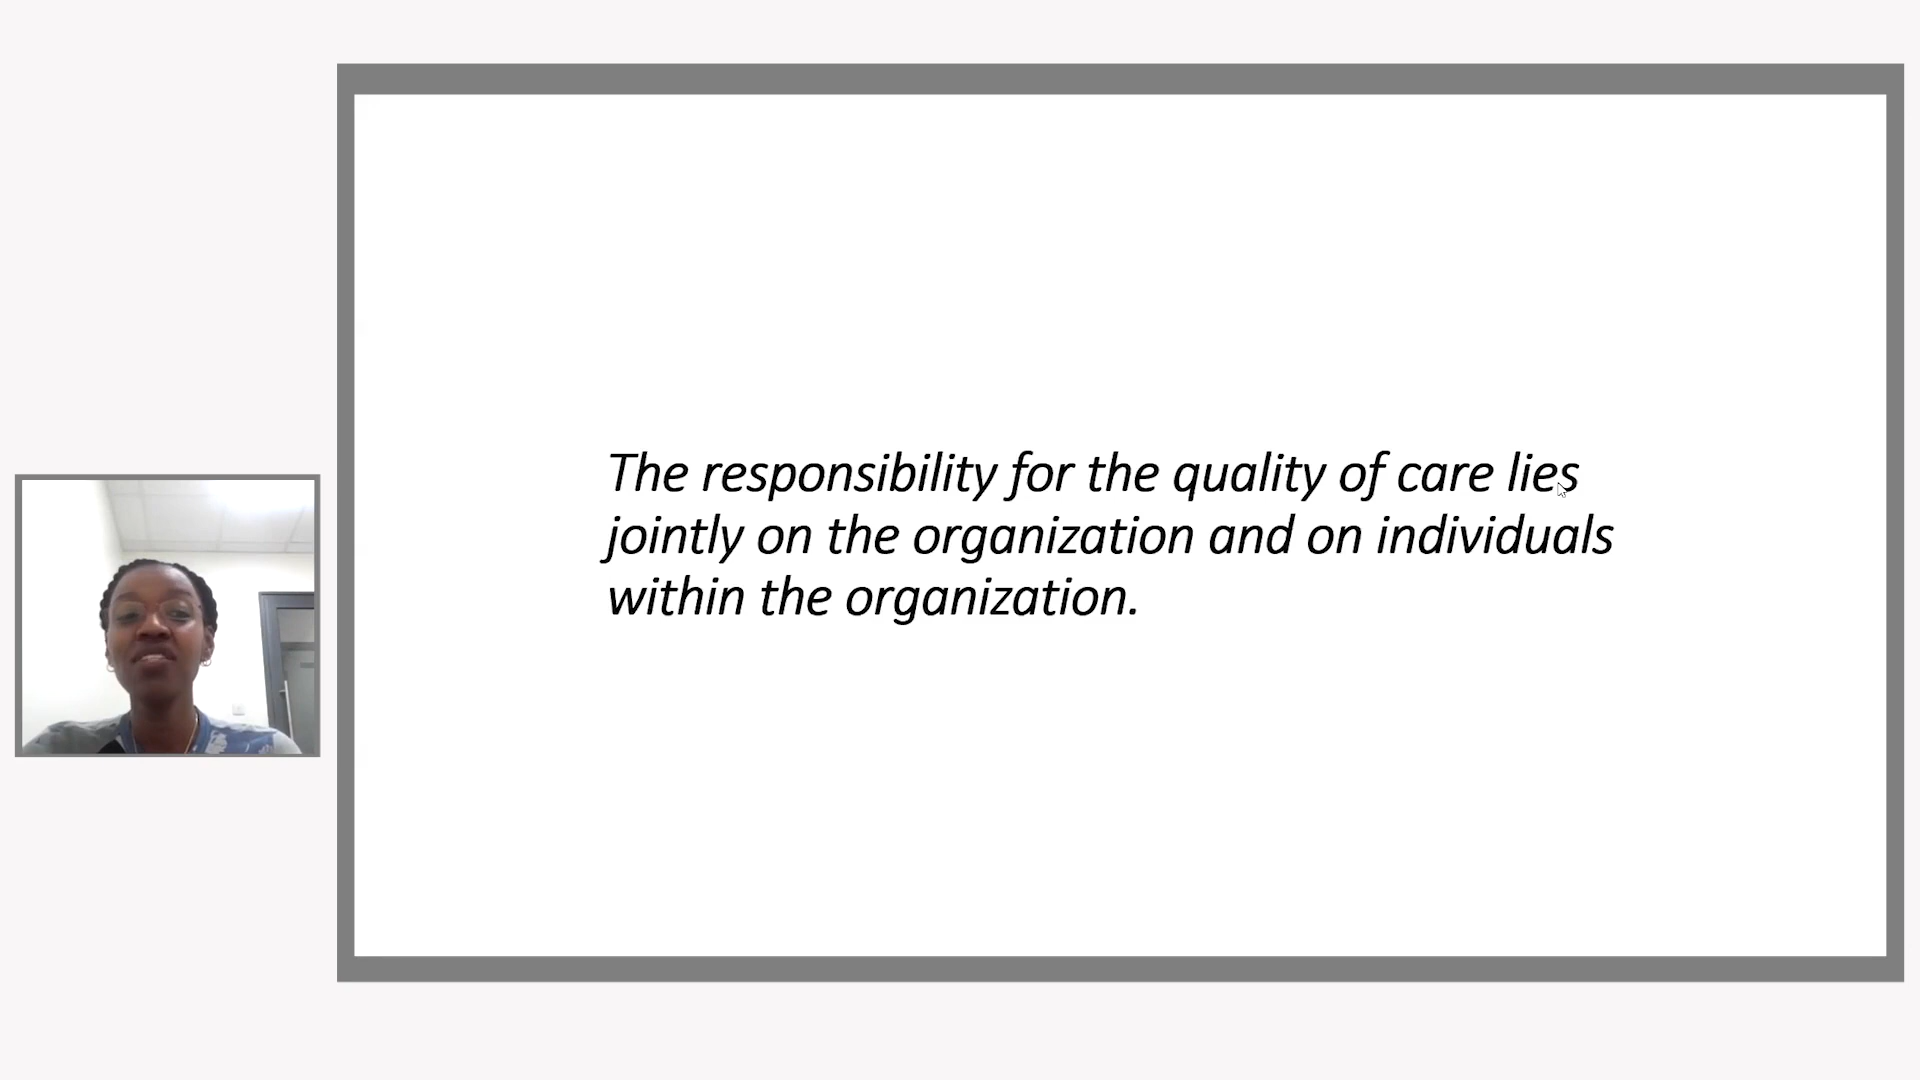 The responsibility for the quality of care lies
jointly on the organization and on individuals
within the organization.